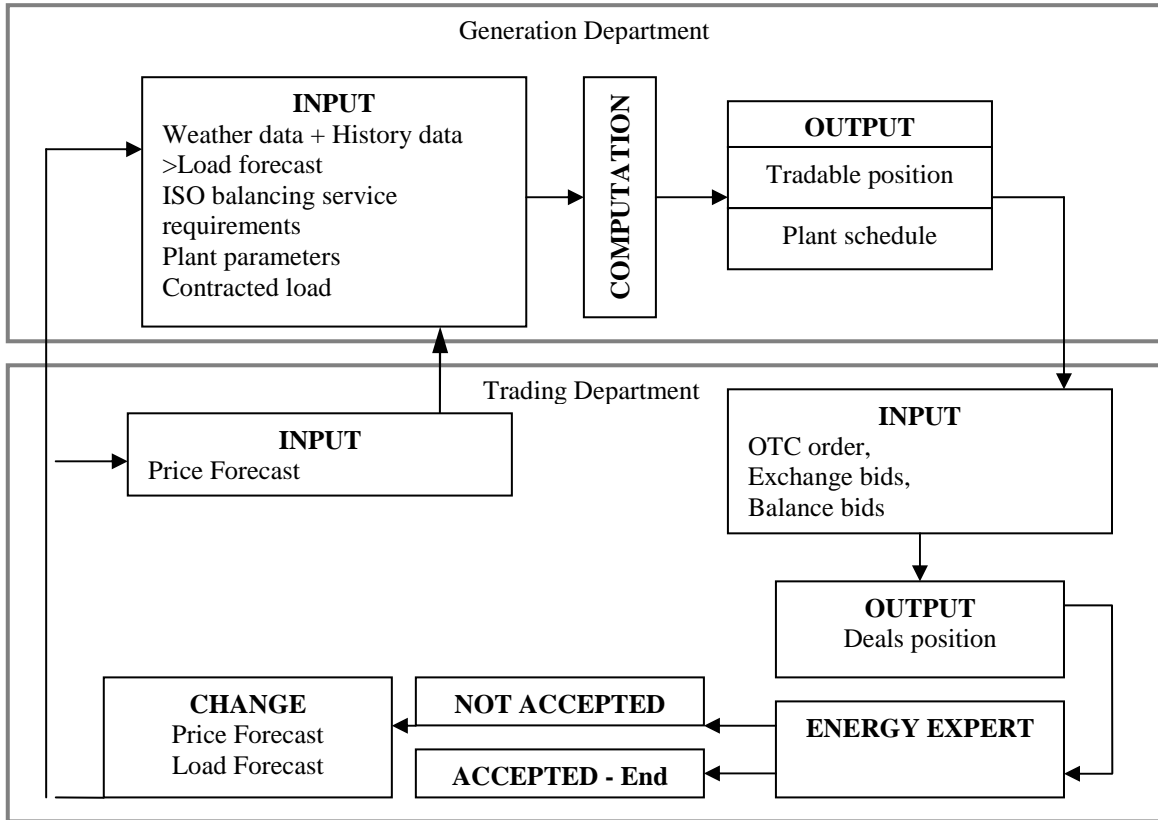 Generation Department
INPUT
Weather data + History data
>Load forecast
ISO balancing service
requirements
Plant parameters
Contracted load
COMPUTATION
OUTPUT
Tradable position
Plant schedule
Trading Department
INPUT
Price Forecast
INPUT
OTC order,
Exchange bids,
Balance bids
OUTPUT
Deals position
ENERGY EXPERT
NOT ACCEPTED
ACCEPTED - End
CHANGE
Price Forecast
Load Forecast